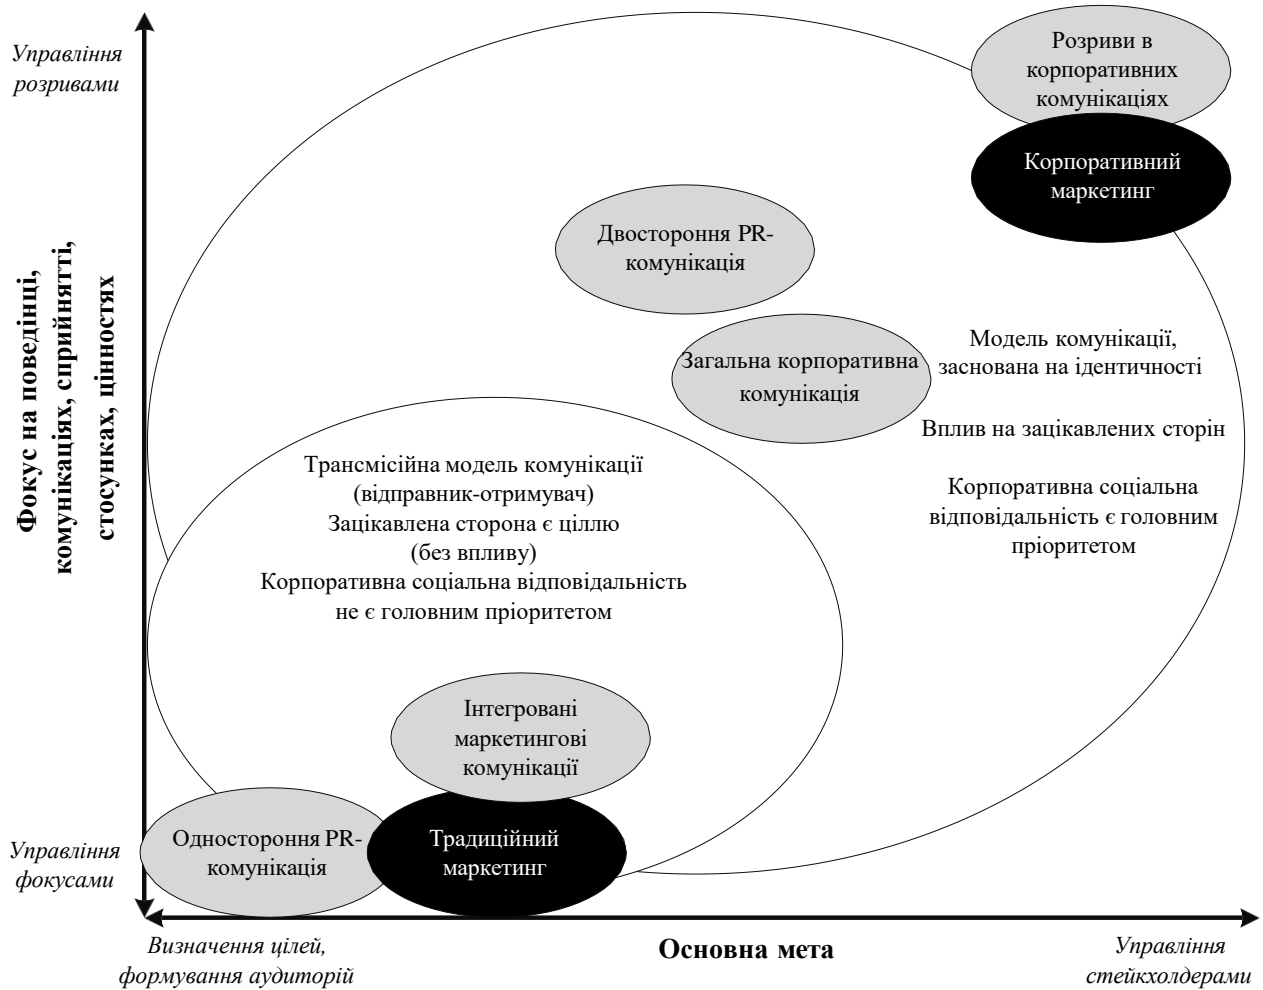 Управління
розривами
Розриви в
корпоративних
комунікаціях
Корпоративний
маркетинг
Двостороння PR-
комунікація
Загальна корпоративна
комунікація
Модель комунікації,
заснована на ідентичності
Вплив на зацікавлених сторін
Корпоративна соціальна
відповідальність є головним
пріоритетом
Фокус на поведінці,
комунікаціях, сприйнятті,
стосунках, цінностях
Трансмісійна модель комунікації
(відправник-отримувач)
Зацікавлена сторона є ціллю
(без впливу)
Корпоративна соціальна відповідальність
не є головним пріоритетом
Інтегровані
маркетингові
комунікації
Одностороння PR-
комунікація
Традиційний
маркетинг
Управління
фокусами
Визначення цілей,
формування аудиторій
Основна мета
Управління
стейкхолдерами